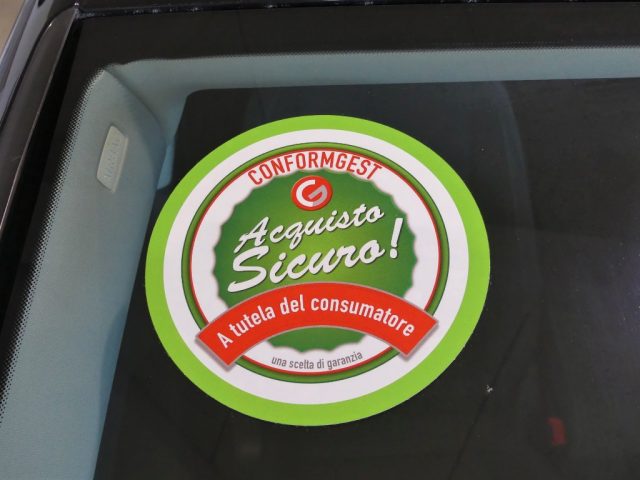 CONFORMGEST
Acquisto
Sicuro!
A tutela del consumatore
una scelta di garanzia